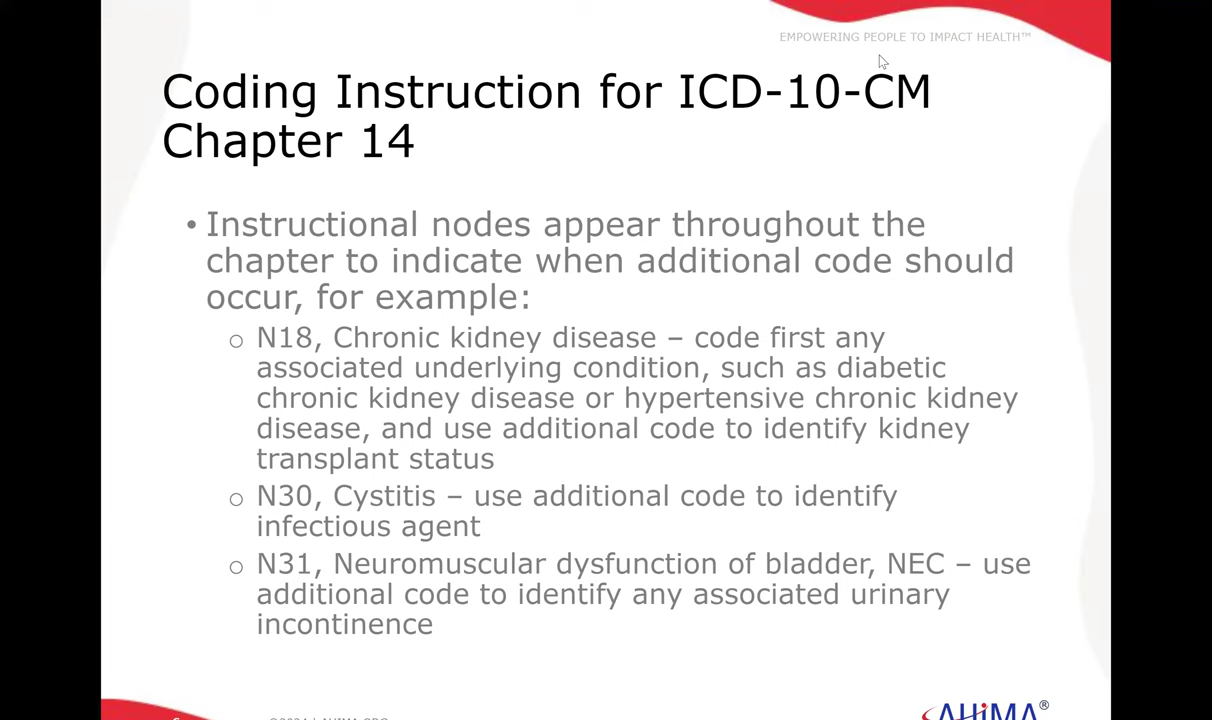 EMPOWERING PEOPLE TO IMPACT HEALTH™
Coding Instruction for ICD-10-CM
Chapter 14
• Instructional nodes appear throughout the
chapter to indicate when additional code should
occur, for example:
o N18, Chronic kidney disease – code first any
associated underlying condition, such as diabetic
chronic kidney disease or hypertensive chronic kidney
disease, and use additional code to identify kidney
transplant status
o N30, Cystitis – use additional code to identify
infectious agent
o N31, Neuromuscular dysfunction of bladder, NEC – use
additional code to identify any associated urinary
incontinence
AHIMA®